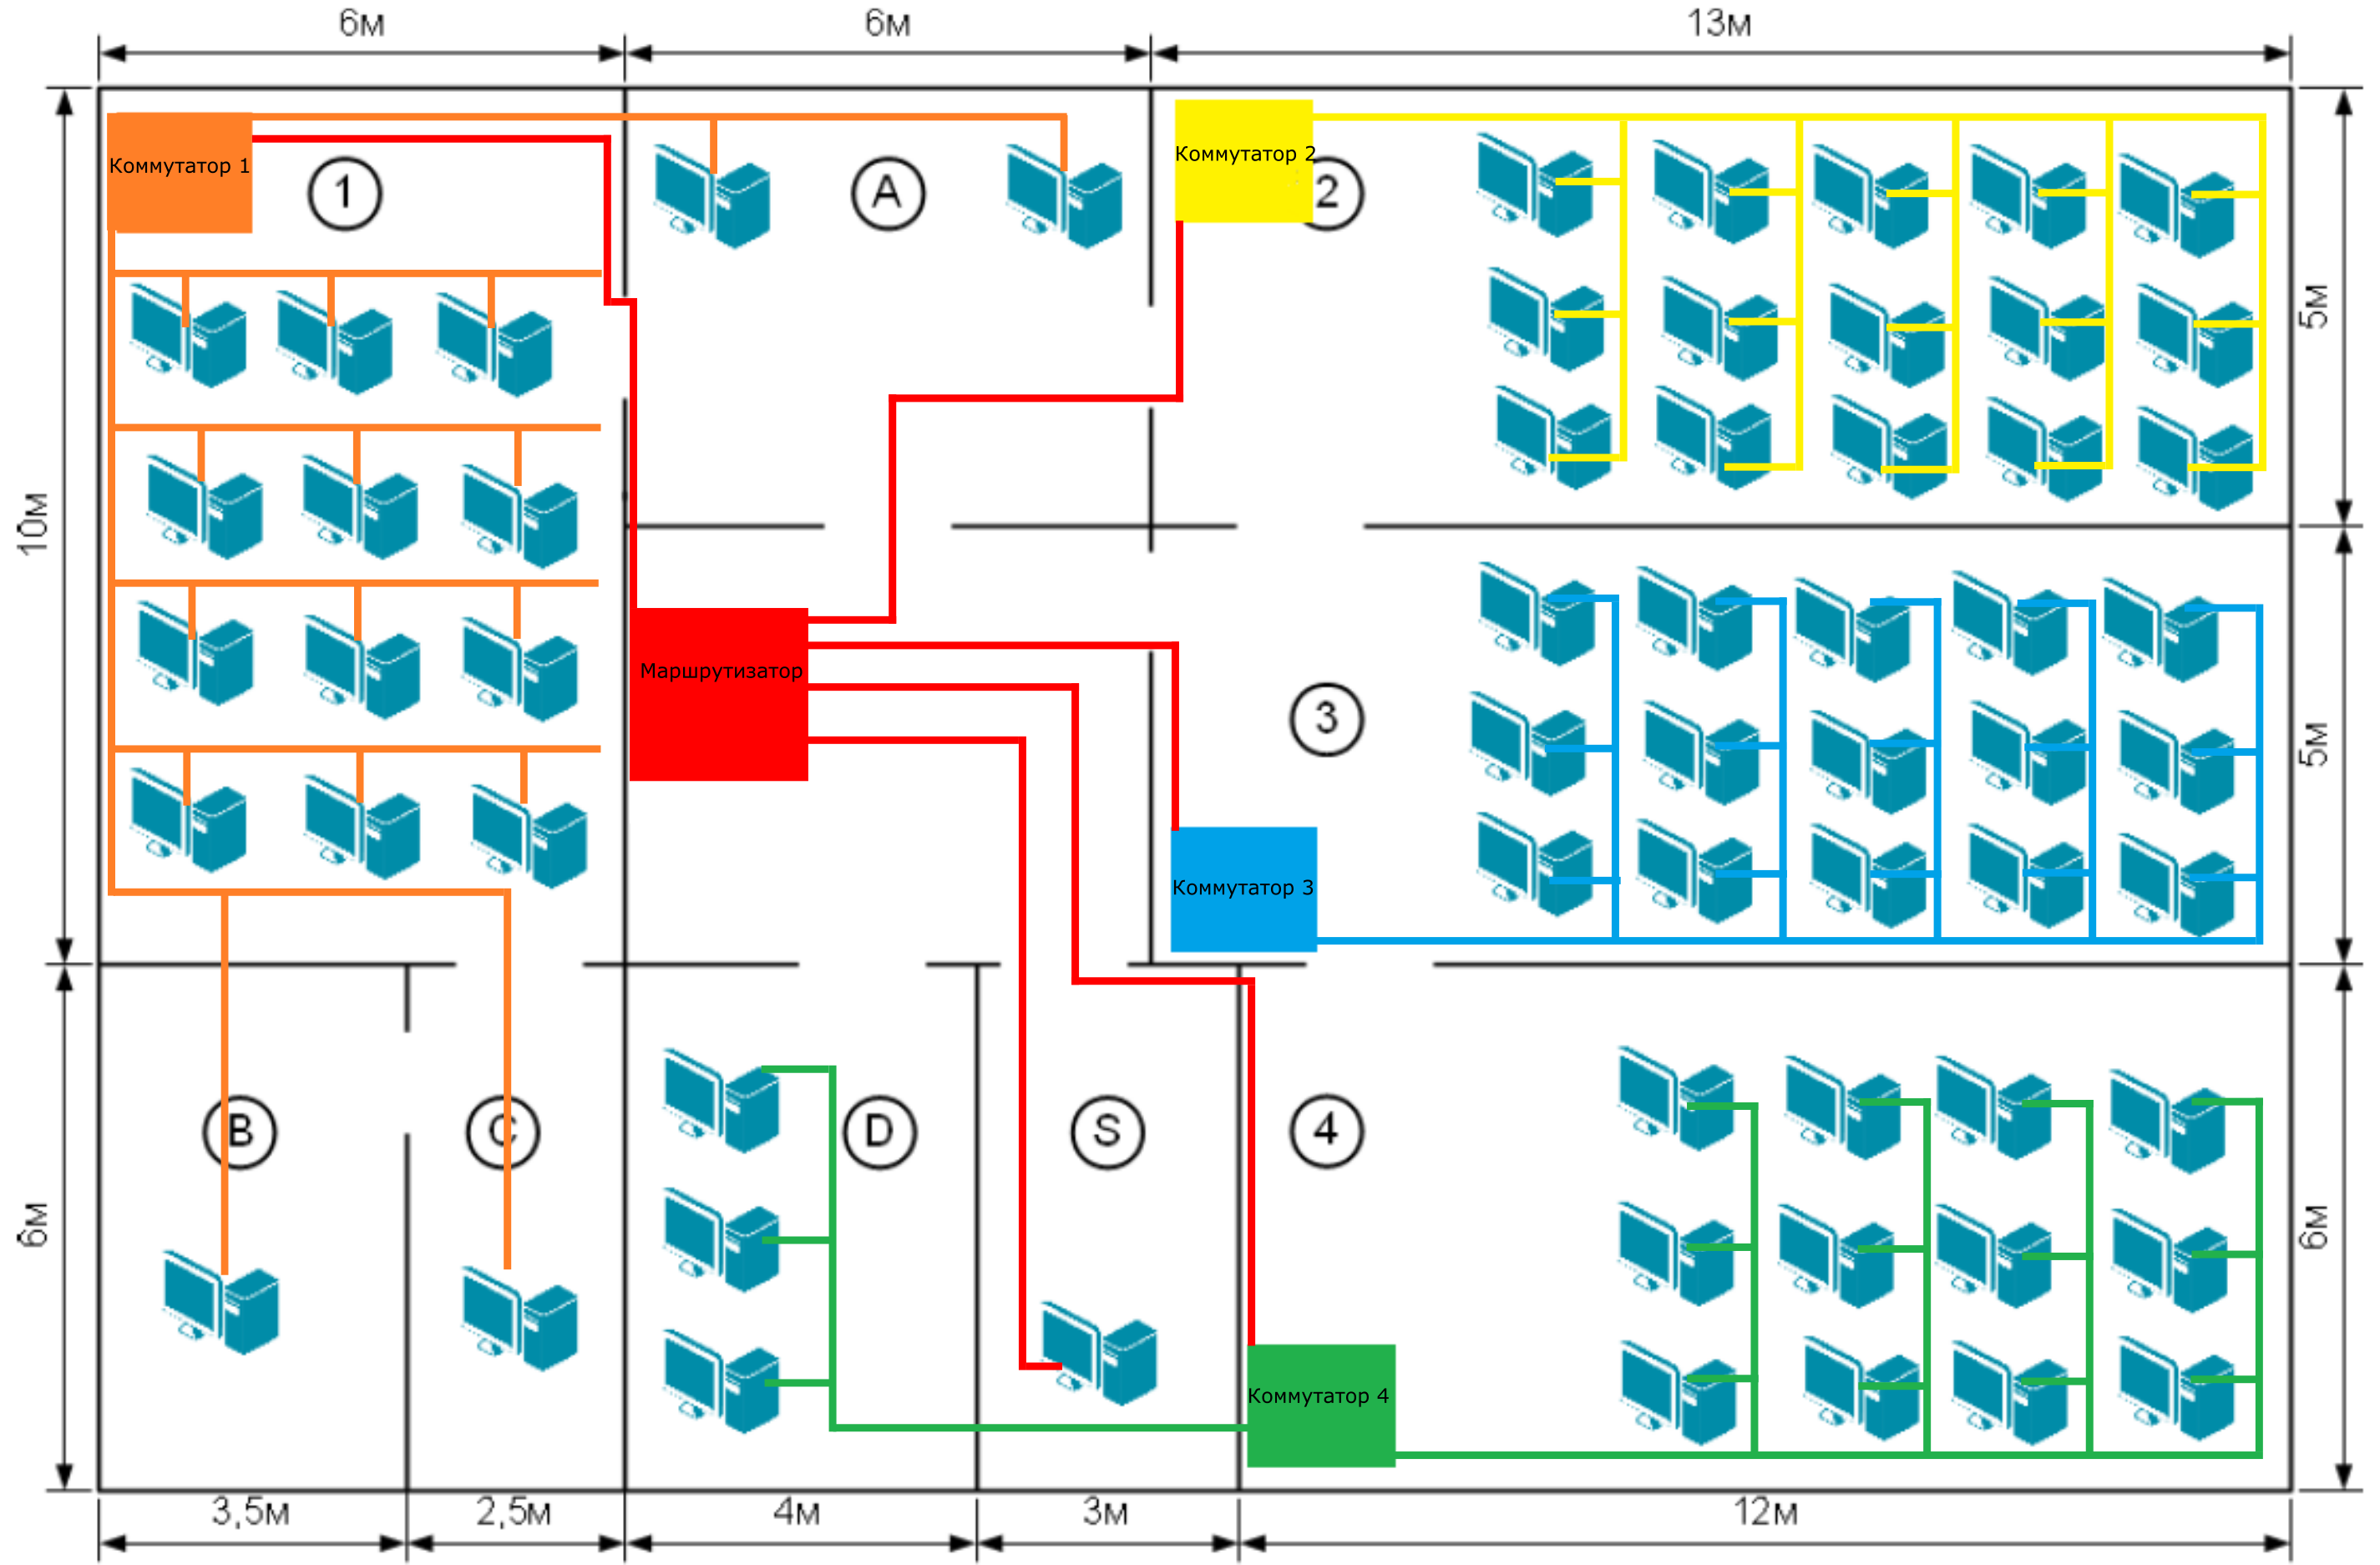 6м
6м
13м
Коммутатор 1
1
A
Коммутатор 2
2
5м
10м
Маршрутизатор
3
5м
Коммутатор 3
B
C
D
S
4
6м
6м
Коммутатор 4
3,5м
2,5м
4м
3м
12м